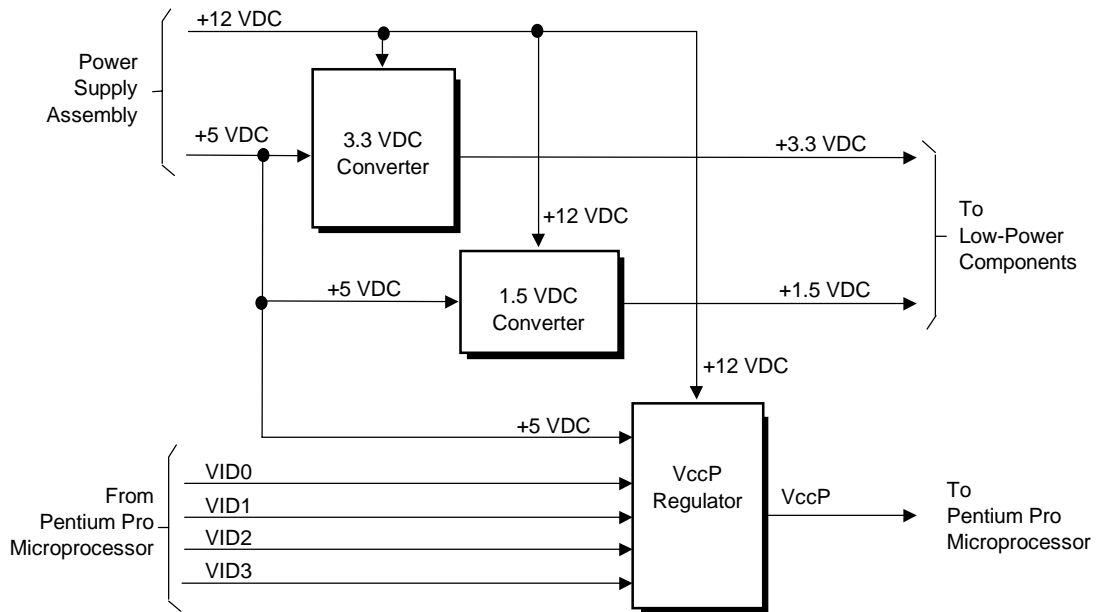 +12 VDC
Power
Supply
Assembly
+5 VDC
3.3 VDC
Converter
+3.3 VDC
+12 VDC
To
Low-Power
Components
+5 VDC
1.5 VDC
Converter
+1.5 VDC
+12 VDC
+5 VDC
From
Pentium Pro
Microprocessor
VID0
VID1
VID2
VID3
VccP
Regulator
VccP
To
Pentium Pro
Microprocessor